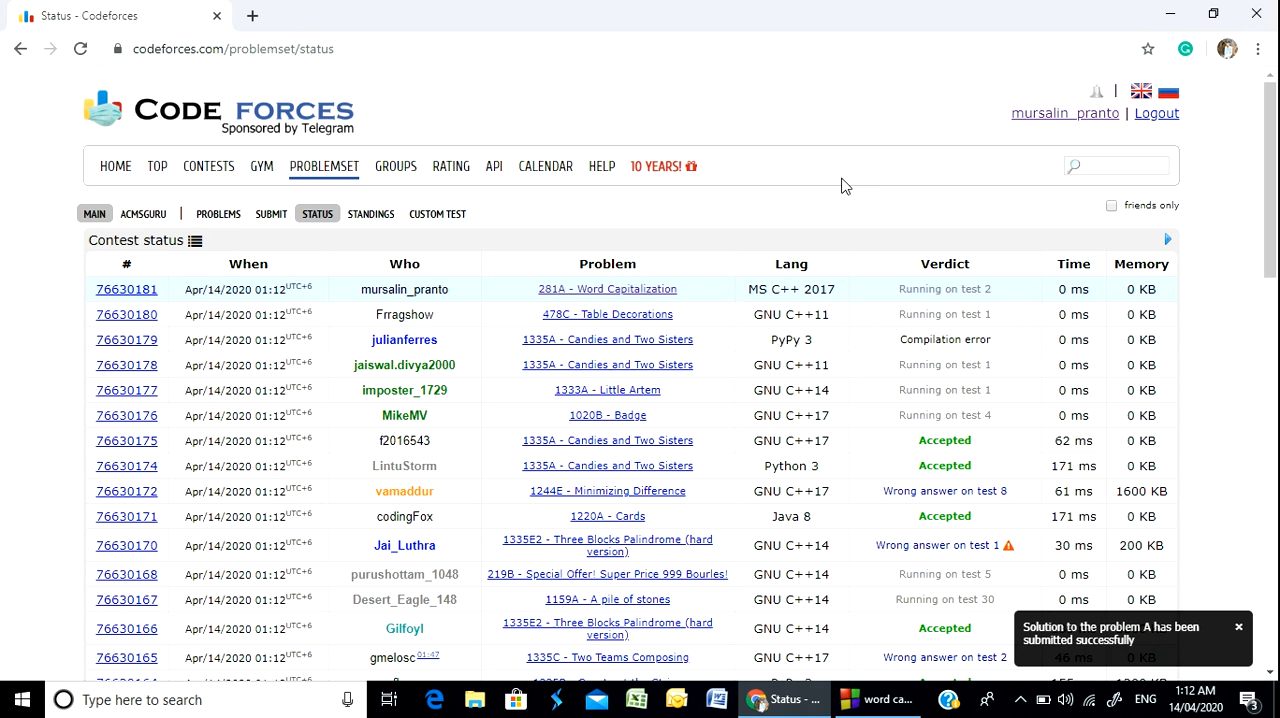 Status - Codeforces
codeforces.com/problemset/status
CODE FORCES
Sponsored by Telegram
mursalin_pranto | Logout
HOME TOP CONTESTS GYM PROBLEMSET GROUPS RATING API CALENDAR HELP 10 YEARS!
MAIN ACMSGURU | PROBLEMS SUBMIT STATUS STANDINGS CUSTOM TEST
friends only
Contest status
# When Who Problem Lang Verdict Time Memory
76630181 Apr/14/2020 01:12UTC+6 mursalin_pranto 281A - Word Capitalization MS C++ 2017 Running on test 2 0 ms 0 KB
76630180 Apr/14/2020 01:12UTC+6 Frragshow 478C - Table Decorations GNU C++11 Running on test 1 0 ms 0 KB
76630179 Apr/14/2020 01:12UTC+6 julianferres 1335A - Candies and Two Sisters PyPy 3 Compilation error 0 ms 0 KB
76630178 Apr/14/2020 01:12UTC+6 jaiswal.divya2000 1335A - Candies and Two Sisters GNU C++11 Running on test 1 0 ms 0 KB
76630177 Apr/14/2020 01:12UTC+6 imposter_1729 1333A - Little Artem GNU C++14 Running on test 1 0 ms 0 KB
76630176 Apr/14/2020 01:12UTC+6 MikeMV 1020B - Badge GNU C++17 Running on test 4 0 ms 0 KB
76630175 Apr/14/2020 01:12UTC+6 f2016543 1335A - Candies and Two Sisters GNU C++17 Accepted 62 ms 0 KB
76630174 Apr/14/2020 01:12UTC+6 LintuStorm 1335A - Candies and Two Sisters Python 3 Accepted 171 ms 0 KB
76630172 Apr/14/2020 01:12UTC+6 vamaddur 1244E - Minimizing Difference GNU C++17 Wrong answer on test 8 61 ms 1600 KB
76630171 Apr/14/2020 01:12UTC+6 codingFox 1220A - Cards Java 8 Accepted 171 ms 0 KB
76630170 Apr/14/2020 01:12UTC+6 Jai_Luthra 1335E2 - Three Blocks Palindrome (hard version) GNU C++14 Wrong answer on test 1 30 ms 200 KB
76630168 Apr/14/2020 01:12UTC+6 purushottam_1048 219B - Special Offer! Super Price 999 Bourles! GNU C++14 Running on test 5 0 ms 0 KB
76630167 Apr/14/2020 01:12UTC+6 Desert_Eagle_148 1159A - A pile of stones GNU C++14 Running on test 30 0 ms 0 KB
76630166 Apr/14/2020 01:12UTC+6 Gilfoyl 1335E2 - Three Blocks Palindrome (hard version) GNU C++14 Accepted
76630165 Apr/14/2020 01:12UTC+6 gmelosc 01:47 1335C - Two Teams Composing GNU C++17 Wrong answer on test 2 46 ms 0 KB
Solution to the problem A has been
submitted successfully
Type here to search
Status - ...
word ca...
ENG
1:12 AM
14/04/2020
3